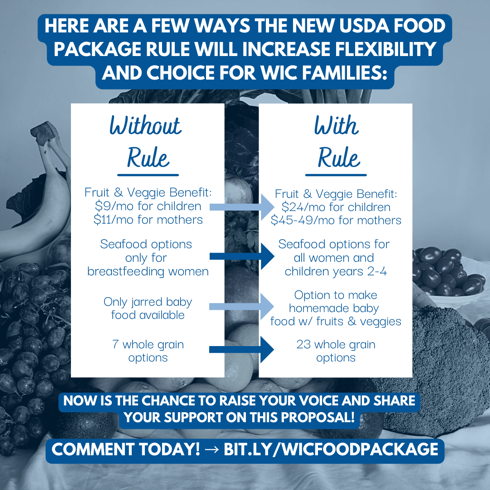 HERE ARE A FEW WAYS THE NEW USDA FOOD
PACKAGE RULE WILL INCREASE FLEXIBILITY
AND CHOICE FOR WIC FAMILIES:
Without
Rule
Fruit & Veggie Benefit:
$9/mo for children
$11/mo for mothers
Seafood options
only for
breastfeeding women
Only jarred baby
food available
7 whole grain
options
With
Rule
Fruit & Veggie Benefit:
$24/mo for children
$45-49/mo for mothers
Seafood options for
all women and
children years 2-4
Option to make
homemade baby
food w/ fruits & veggies
23 whole grain
options
NOW IS THE CHANCE TO RAISE YOUR VOICE AND SHARE
YOUR SUPPORT ON THIS PROPOSAL!
COMMENT TODAY! → BIT.LY/WICFOODPACKAGE